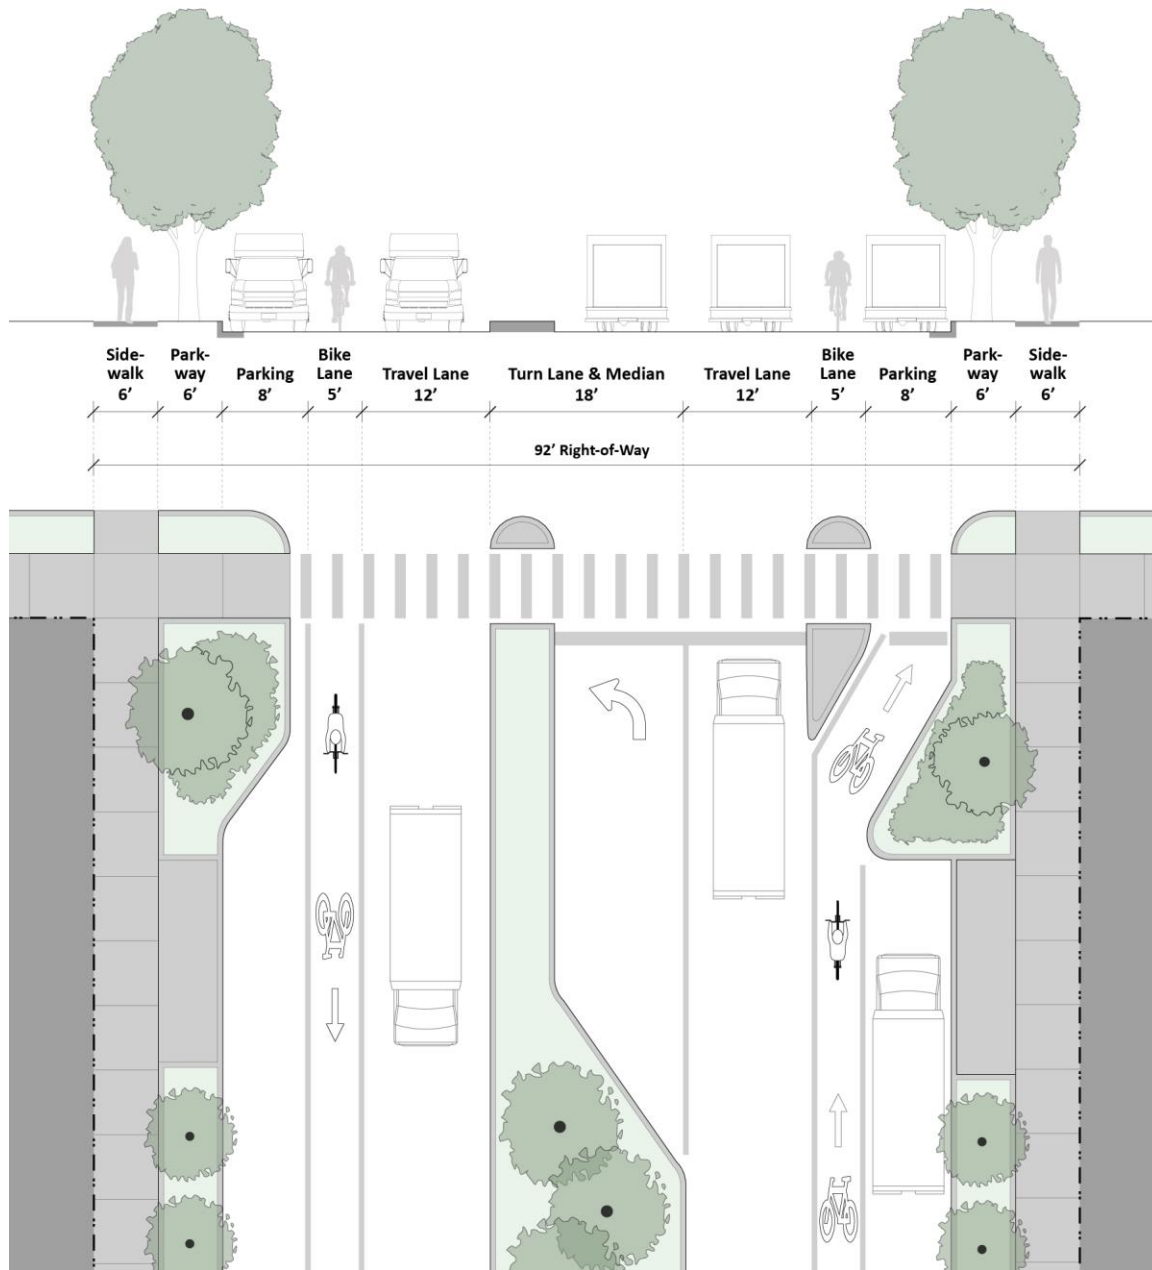 Side-
walk
6’
Park-
way
6’
Parking
8’
Bike
Lane
5’
Travel Lane
12’
Turn Lane & Median
18’
Travel Lane
12’
Bike
Lane
5’
Parking
8’
Park-
way
6’
Side-
walk
6’
92’ Right-of-Way